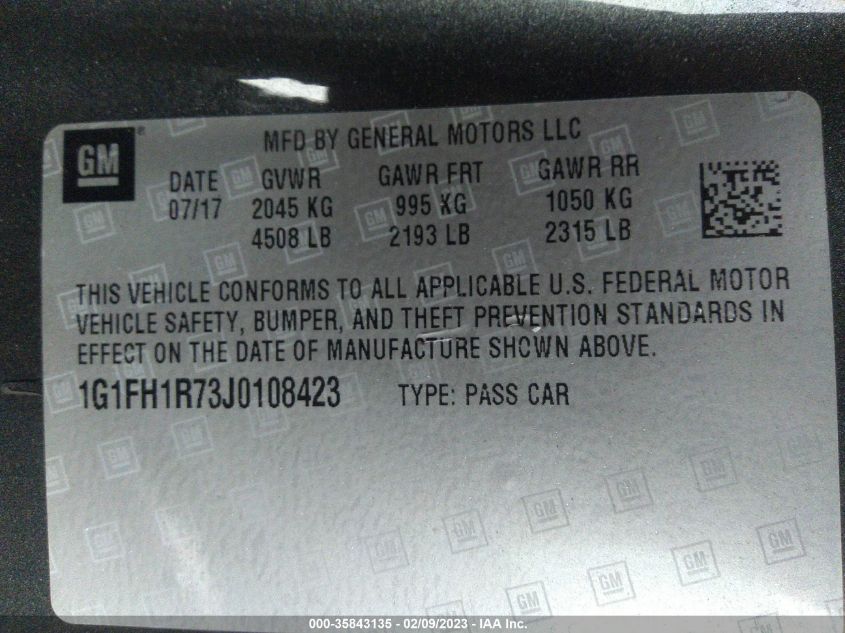 MFD BY GENERAL MOTORS LLC
GM
DATE GVWR GAWR FRT GAWR RR
07/17 2045 KG 995 KG 1050 KG
4508 LB 2193 LB 2315 LB
THIS VEHICLE CONFORMS TO ALL APPLICABLE U.S. FEDERAL MOTOR
VEHICLE SAFETY, BUMPER, AND THEFT PREVENTION STANDARDS IN
EFFECT ON THE DATE OF MANUFACTURE SHOWN ABOVE.
1G1FH1R73J0108423 TYPE: PASS CAR
000-35843135 - 02/09/2023 - IAA Inc.